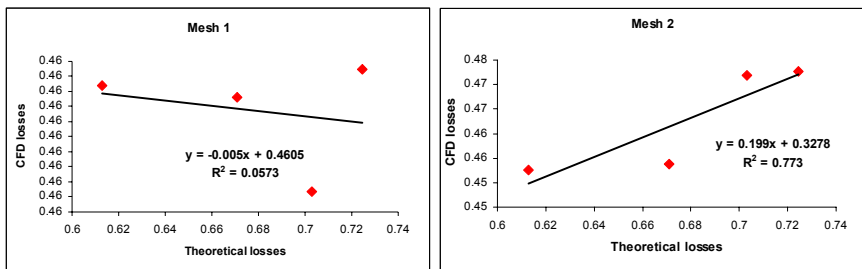 Mesh 1
0.46
0.46
0.46
0.46
0.46
0.46
0.46
0.46
0.46
0.46
0.46
CFD losses
y = -0.005x + 0.4605
R² = 0.0573
0.6 0.62 0.64 0.66 0.68 0.7 0.72 0.74
Theoretical losses
Mesh 2
0.48
0.47
0.47
0.46
0.46
0.45
0.45
CFD losses
y = 0.199x + 0.3278
R² = 0.773
0.6 0.62 0.64 0.66 0.68 0.7 0.72 0.74
Theoretical losses